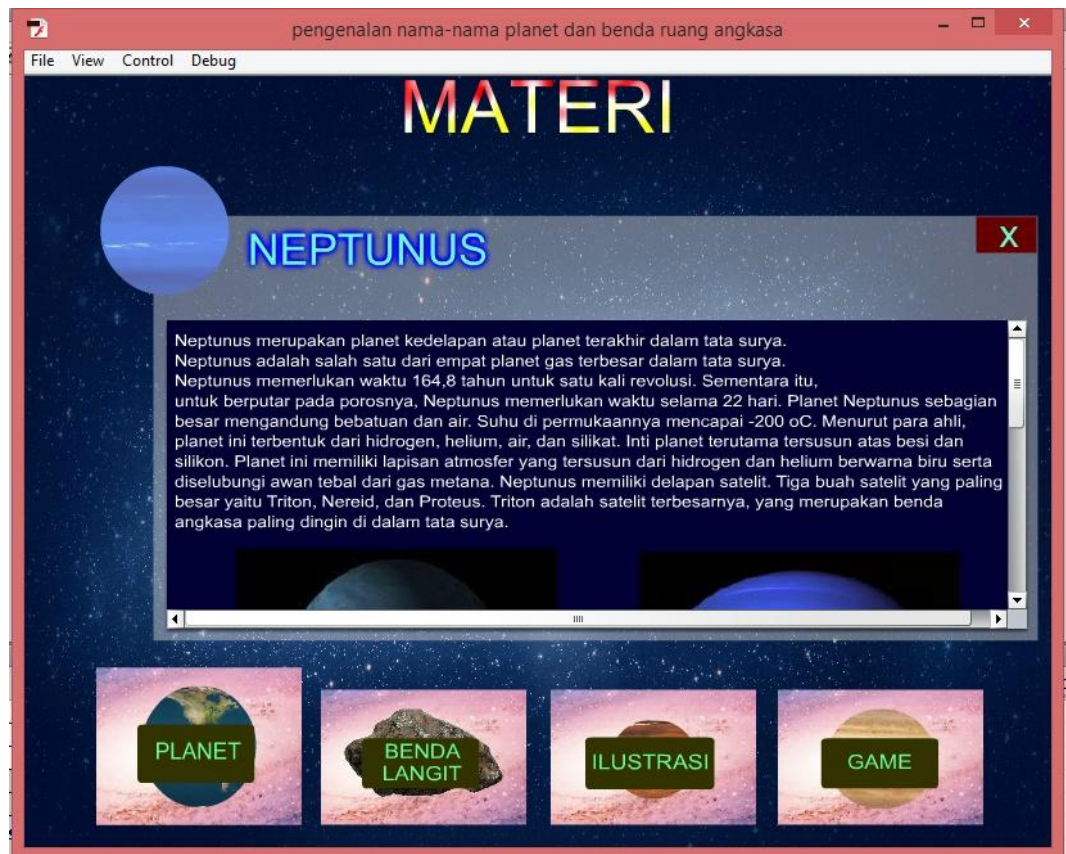 pengenalan nama-nama planet dan benda ruang angkasa
File View Control Debug
MATERI
NEPTUNUS
X
Neptunus merupakan planet kedelapan atau planet terakhir dalam tata surya.
Neptunus adalah salah satu dari empat planet gas terbesar dalam tata surya.
Neptunus memerlukan waktu 164,8 tahun untuk satu kali revolusi. Sementara itu,
untuk berputar pada porosnya, Neptunus memerlukan waktu selama 22 hari. Planet Neptunus sebagian
besar mengandung bebatuan dan air. Suhu di permukaannya mencapai -200 oC. Menurut para ahli,
planet ini terbentuk dari hidrogen, helium, air, dan silikat. Inti planet terutama tersusun atas besi dan
silikon. Planet ini memiliki lapisan atmosfer yang tersusun dari hidrogen dan helium berwarna biru serta
diselubungi awan tebal dari gas metana. Neptunus memiliki delapan satelit. Tiga buah satelit yang paling
besar yaitu Triton, Nereid, dan Proteus. Triton adalah satelit terbesarnya, yang merupakan benda
angkasa paling dingin di dalam tata surya.
PLANET
BENDA
LANGIT
ILUSTRASI
GAME